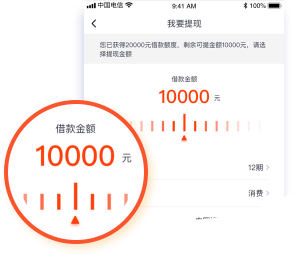 中国电信 9:41 AM 100%
我要提现
您已获得20000元借款额度，剩余可提金额10000元，请选
择提现金额
借款金额
10000 元
借款金额
10000 元
12期
消费